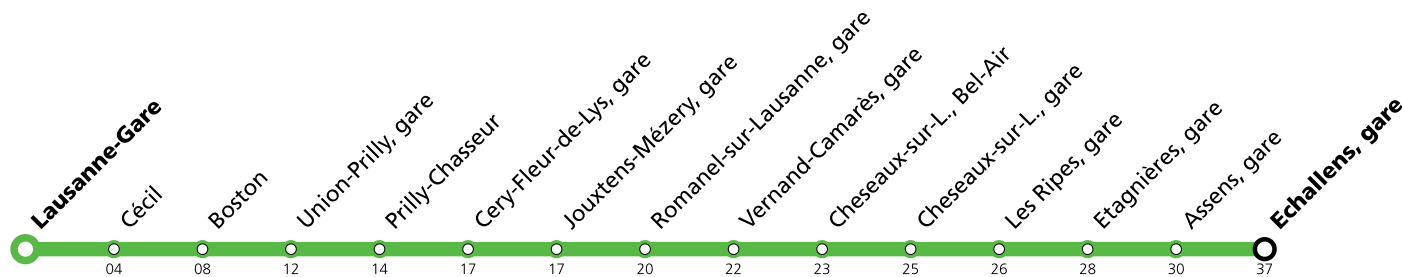 Lausanne-Gare
Cécil
Boston
Union-Prilly, gare
Prilly-Chasseur
Cery-Fleur-de-Lys, gare
Jouxtens-Mézery, gare
Romanel-sur-Lausanne, gare
Vernand-Camarès, gare
Cheseaux-sur-L., Bel-Air
Cheseaux-sur-L., gare
Les Ripes, gare
Etagnières, gare
Assens, gare
Echallens, gare
04 08 12 14 17 17 20 22 23 25 26 28 30 37